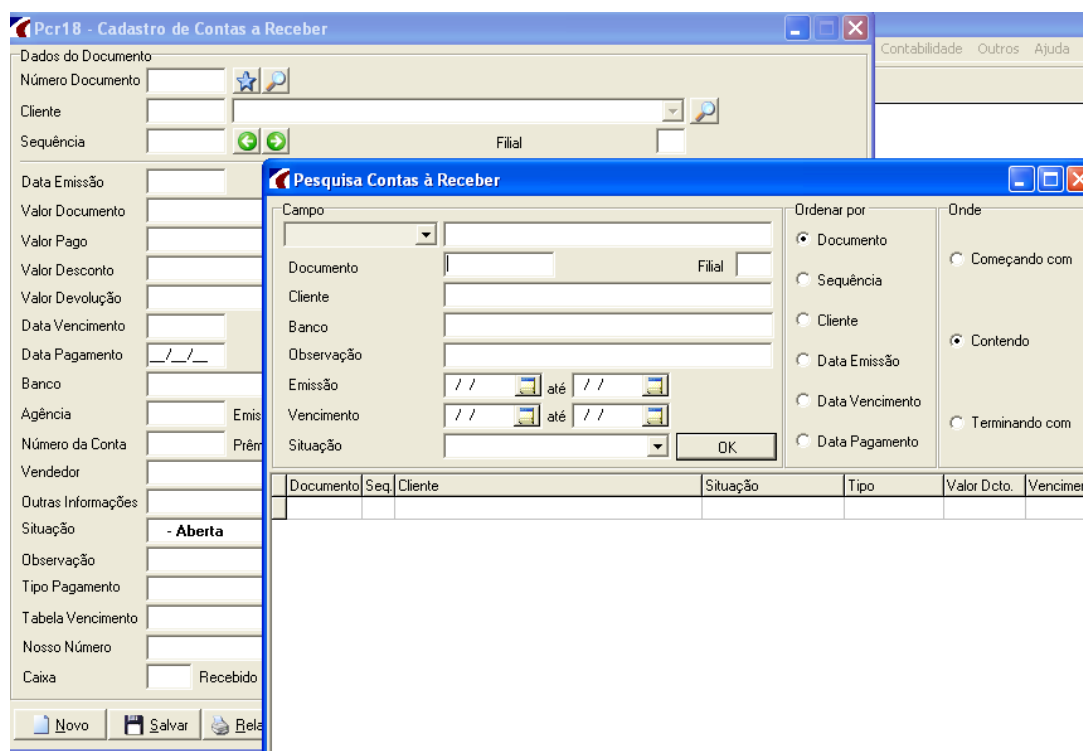 Pcr18 - Cadastro de Contas a Receber
Contabilidade Outros Ajuda
Dados do Documento
Número Documento
Cliente
Sequência Filial
Data Emissão
Valor Documento
Valor Pago
Valor Desconto
Valor Devolução
Data Vencimento
Data Pagamento __/__/__
Banco
Agência Emis
Número da Conta Prêm
Vendedor
Outras Informações
Situação - Aberta
Observação
Tipo Pagamento
Tabela Vencimento
Nosso Número
Caixa Recebido
Novo Salvar Rela
Pesquisa Contas à Receber
Campo
Documento Filial
Cliente
Banco
Observação
Emissão / / até / /
Vencimento / / até / /
Situação OK
Ordenar por
Documento
Sequência
Cliente
Data Emissão
Data Vencimento
Data Pagamento
Onde
Começando com
Contendo
Terminando com
Documento Seq. Cliente Situação Tipo Valor Dcto. Vencimen